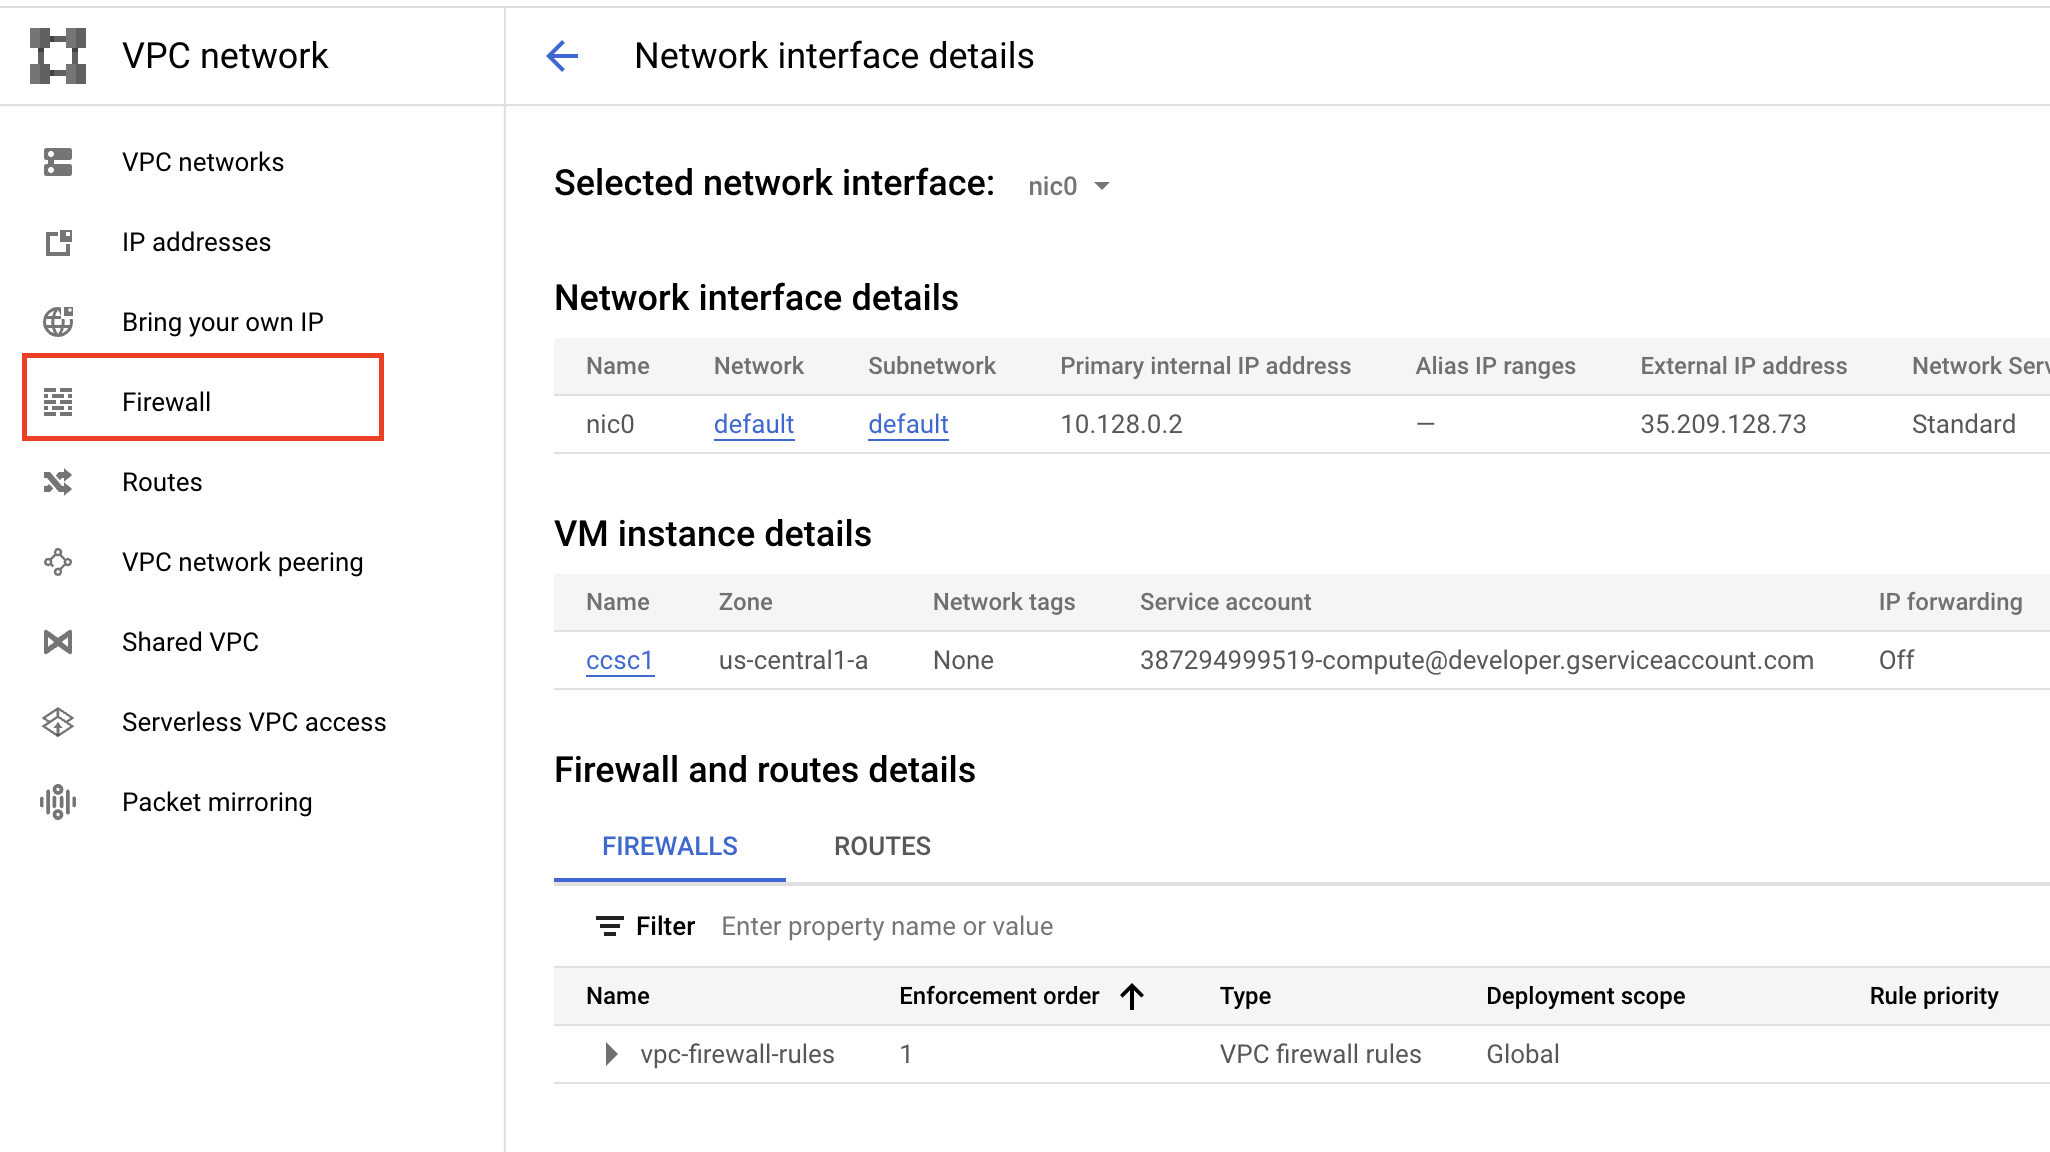 VPC network
Network interface details
VPC networks
IP addresses
Bring your own IP
Firewall
Routes
VPC network peering
Shared VPC
Serverless VPC access
Packet mirroring
Selected network interface: nic0
Network interface details
Name Network Subnetwork Primary internal IP address Alias IP ranges External IP address Network Serv
nic0 default default 10.128.0.2 — 35.209.128.73 Standard
VM instance details
Name Zone Network tags Service account IP forwarding
ccsc1 us-central1-a None 387294999519-compute@developer.gserviceaccount.com Off
Firewall and routes details
FIREWALLS ROUTES
Filter Enter property name or value
Name Enforcement order Type Deployment scope Rule priority
vpc-firewall-rules 1 VPC firewall rules Global